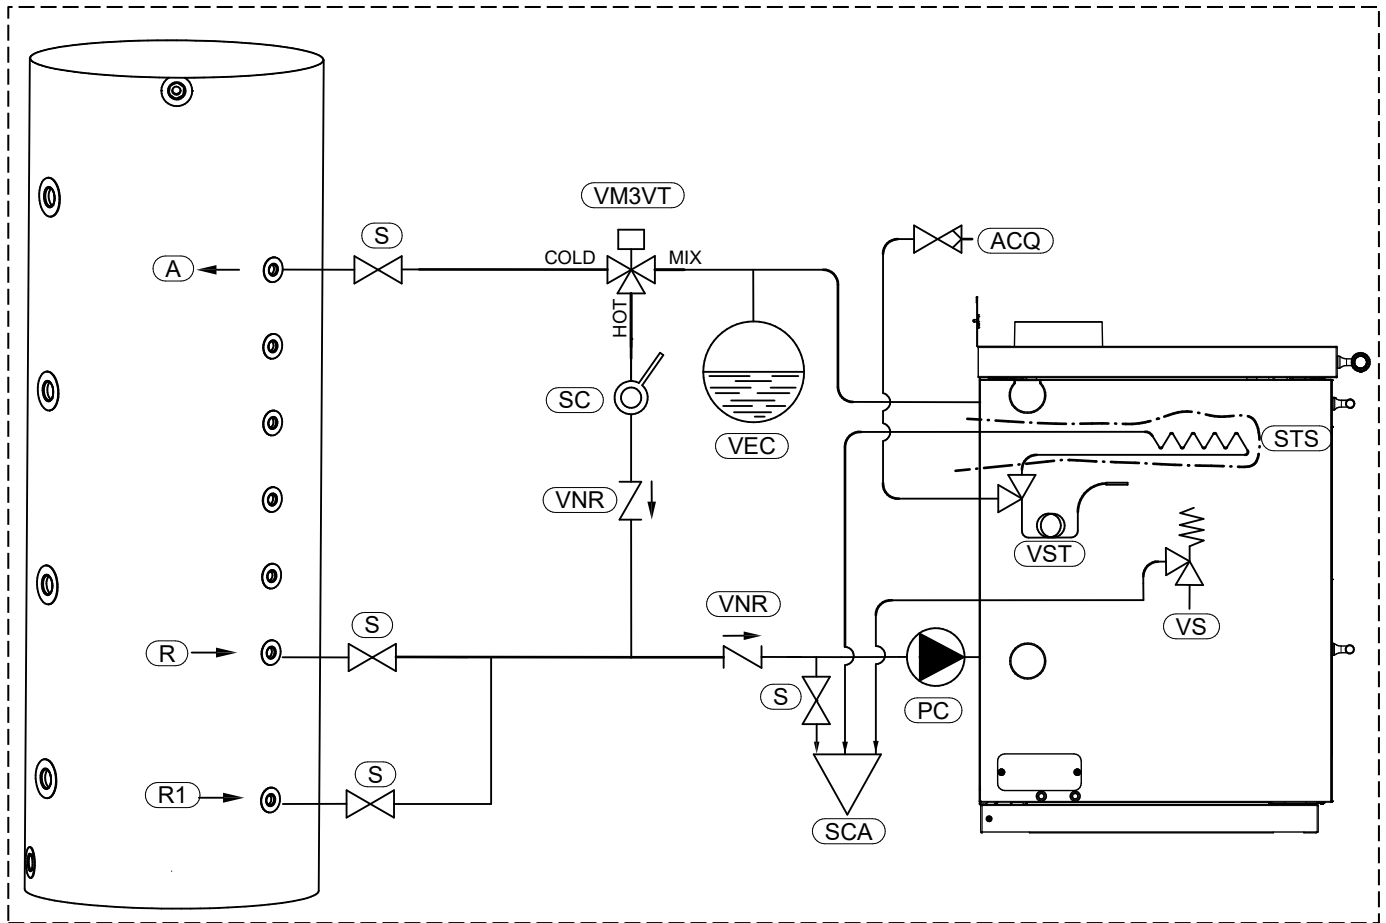 VM3VT
S
ACQ
COLD
MIX
A
HOT
SC
VEC
STS
VNR
VST
VNR
S
R
VS
S
PC
S
R1
SCA